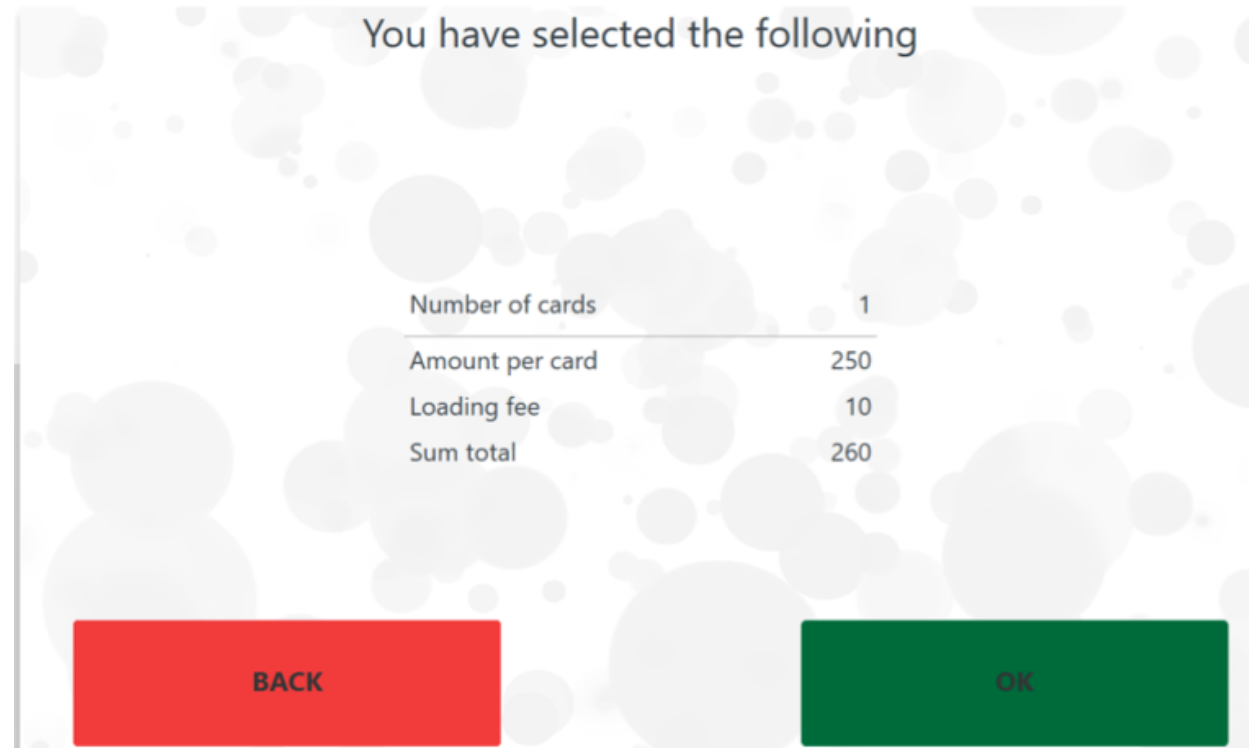 You have selected the following
Number of cards 1
Amount per card 250
Loading fee 10
Sum total 260
BACK OK